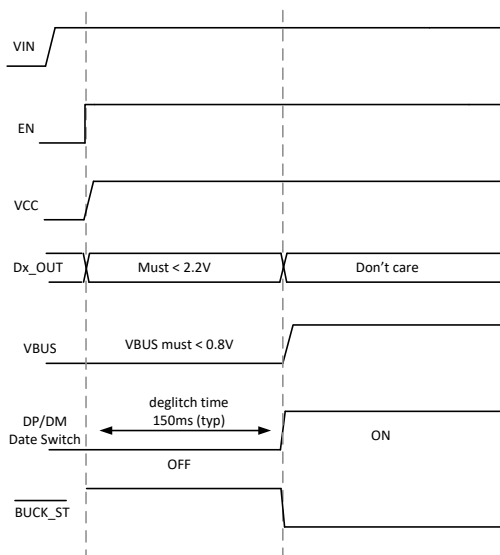 VIN
EN
VCC
Dx_OUT
Must < 2.2V
Don't care
VBUS
VBUS must < 0.8V
deglitch time
150ms (typ)
DP/DM
Date Switch
OFF
ON
BUCK_ST